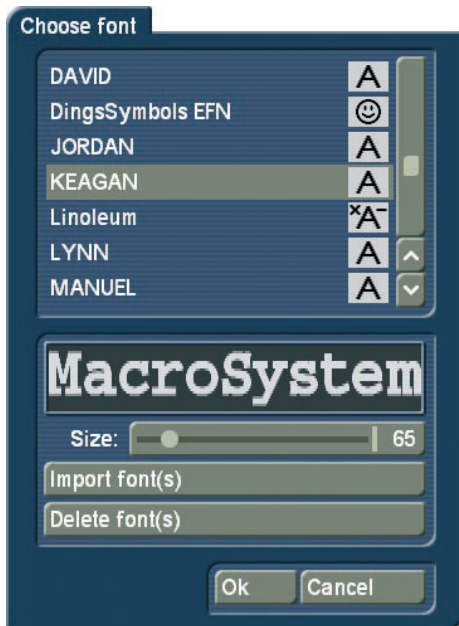 Choose font
DAVID A
DingsSymbols EFN
JORDAN A
KEAGAN A
Linoleum ×A-
LYNN A
MANUEL A
MacroSystem
Size: 65
Import font(s)
Delete font(s)
Ok Cancel